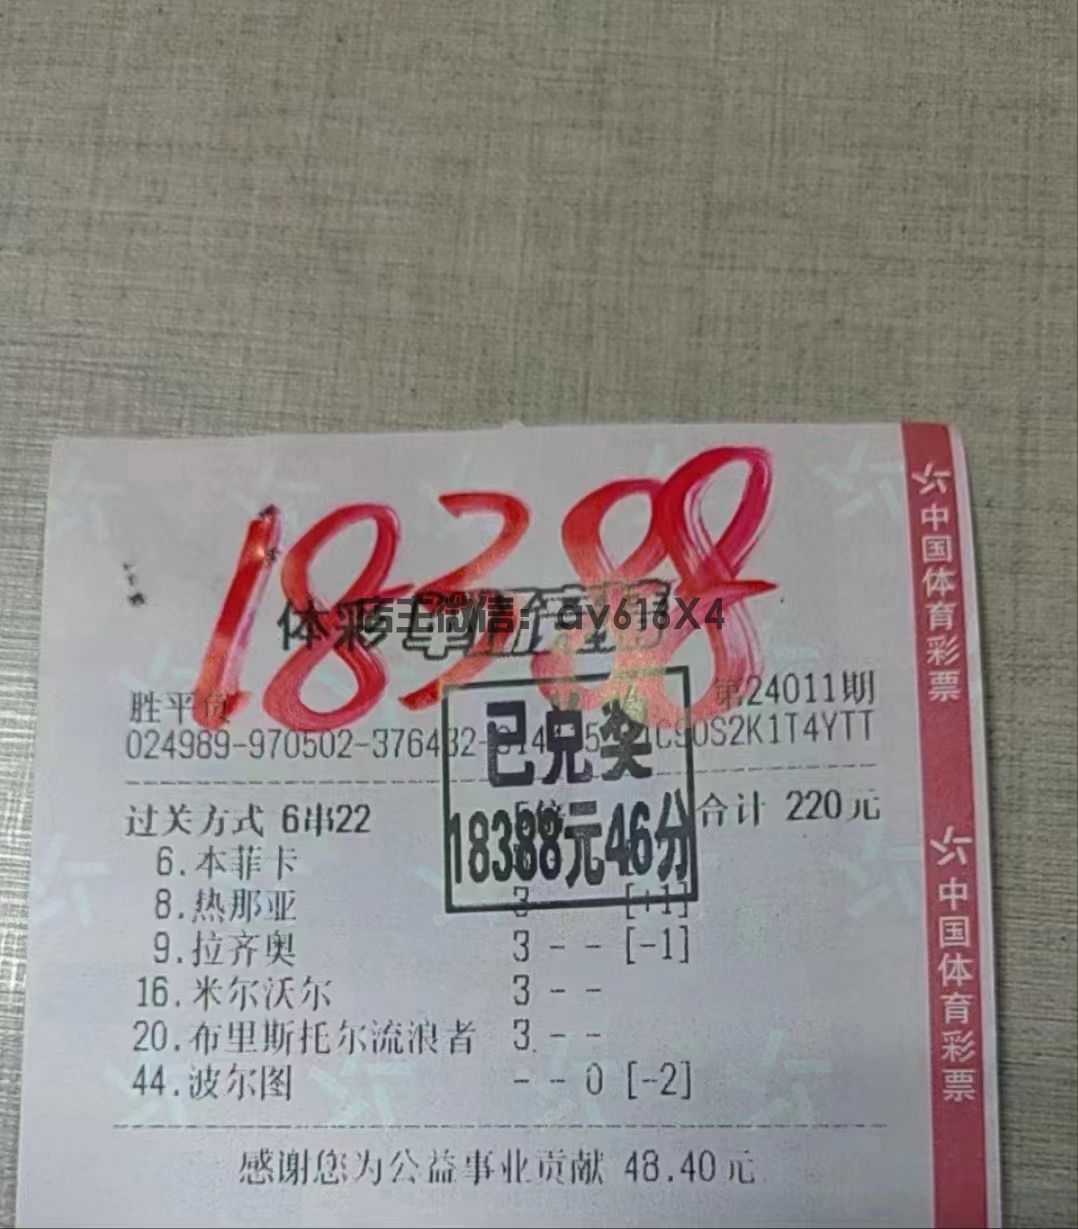 18388
体彩
店主微信：av618X4
胜平负
第24011期
024989-970502-376432-
1C90S2K1T4YTT
已兑奖
18388元46分
过关方式 6串22
合计 220元
6.本菲卡
8.热那亚 3 [+1]
9.拉齐奥 3 - - [-1]
16.米尔沃尔 3 - -
20.布里斯托尔流浪者 3 - -
44.波尔图 - - 0 [-2]
感谢您为公益事业贡献 48.40元
中国体育彩票
中国体育彩票